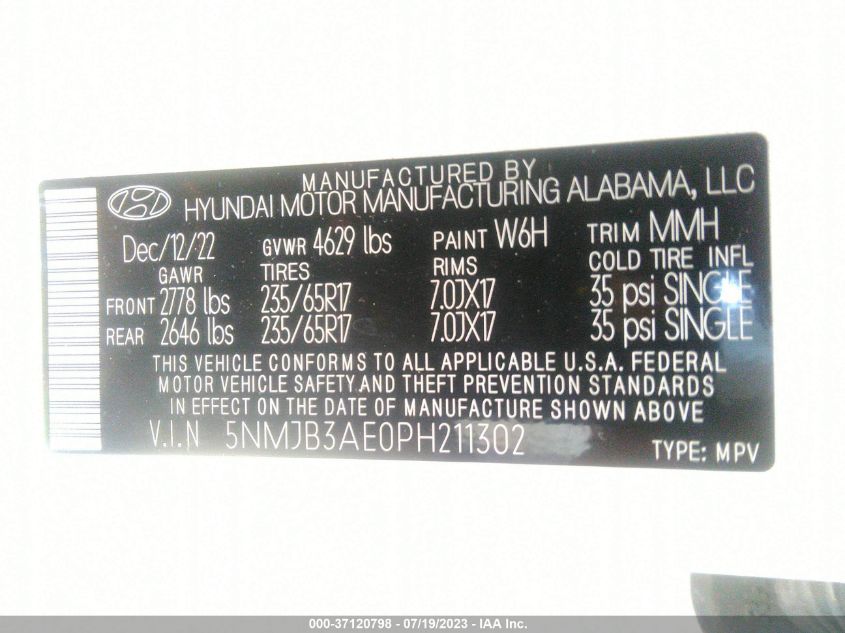 MANUFACTURED BY
HYUNDAI MOTOR MANUFACTURING ALABAMA, LLC
Dec/12/22 GVWR 4629 lbs PAINT W6H TRIM MMH
GAWR TIRES RIMS COLD TIRE INFL
FRONT 2778 lbs 235/65R17 7.0JX17 35 psi SINGLE
REAR 2646 lbs 235/65R17 7.0JX17 35 psi SINGLE
THIS VEHICLE CONFORMS TO ALL APPLICABLE U.S.A. FEDERAL
MOTOR VEHICLE SAFETY AND THEFT PREVENTION STANDARDS
IN EFFECT ON THE DATE OF MANUFACTURE SHOWN ABOVE
V.I.N 5NMJB3AE0PH211302 TYPE: MPV
000-37120798 - 07/19/2023 - IAA Inc.